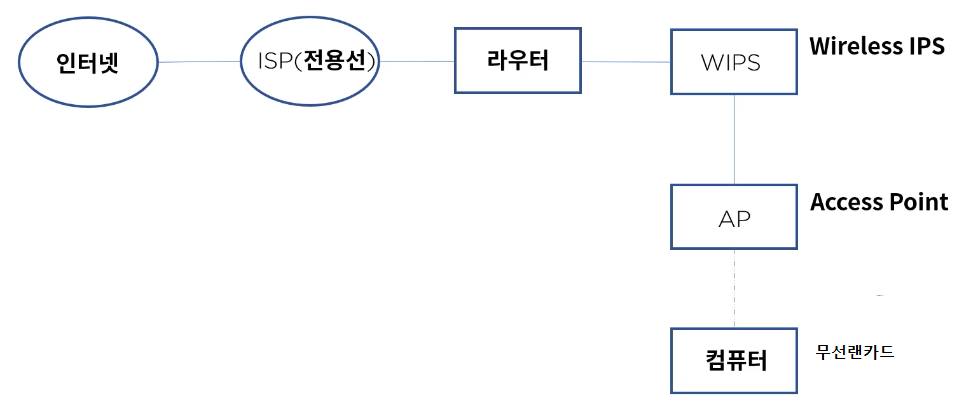 인터넷
ISP(전용선)
라우터
WIPS
Wireless IPS
AP
Access Point
컴퓨터
무선랜카드